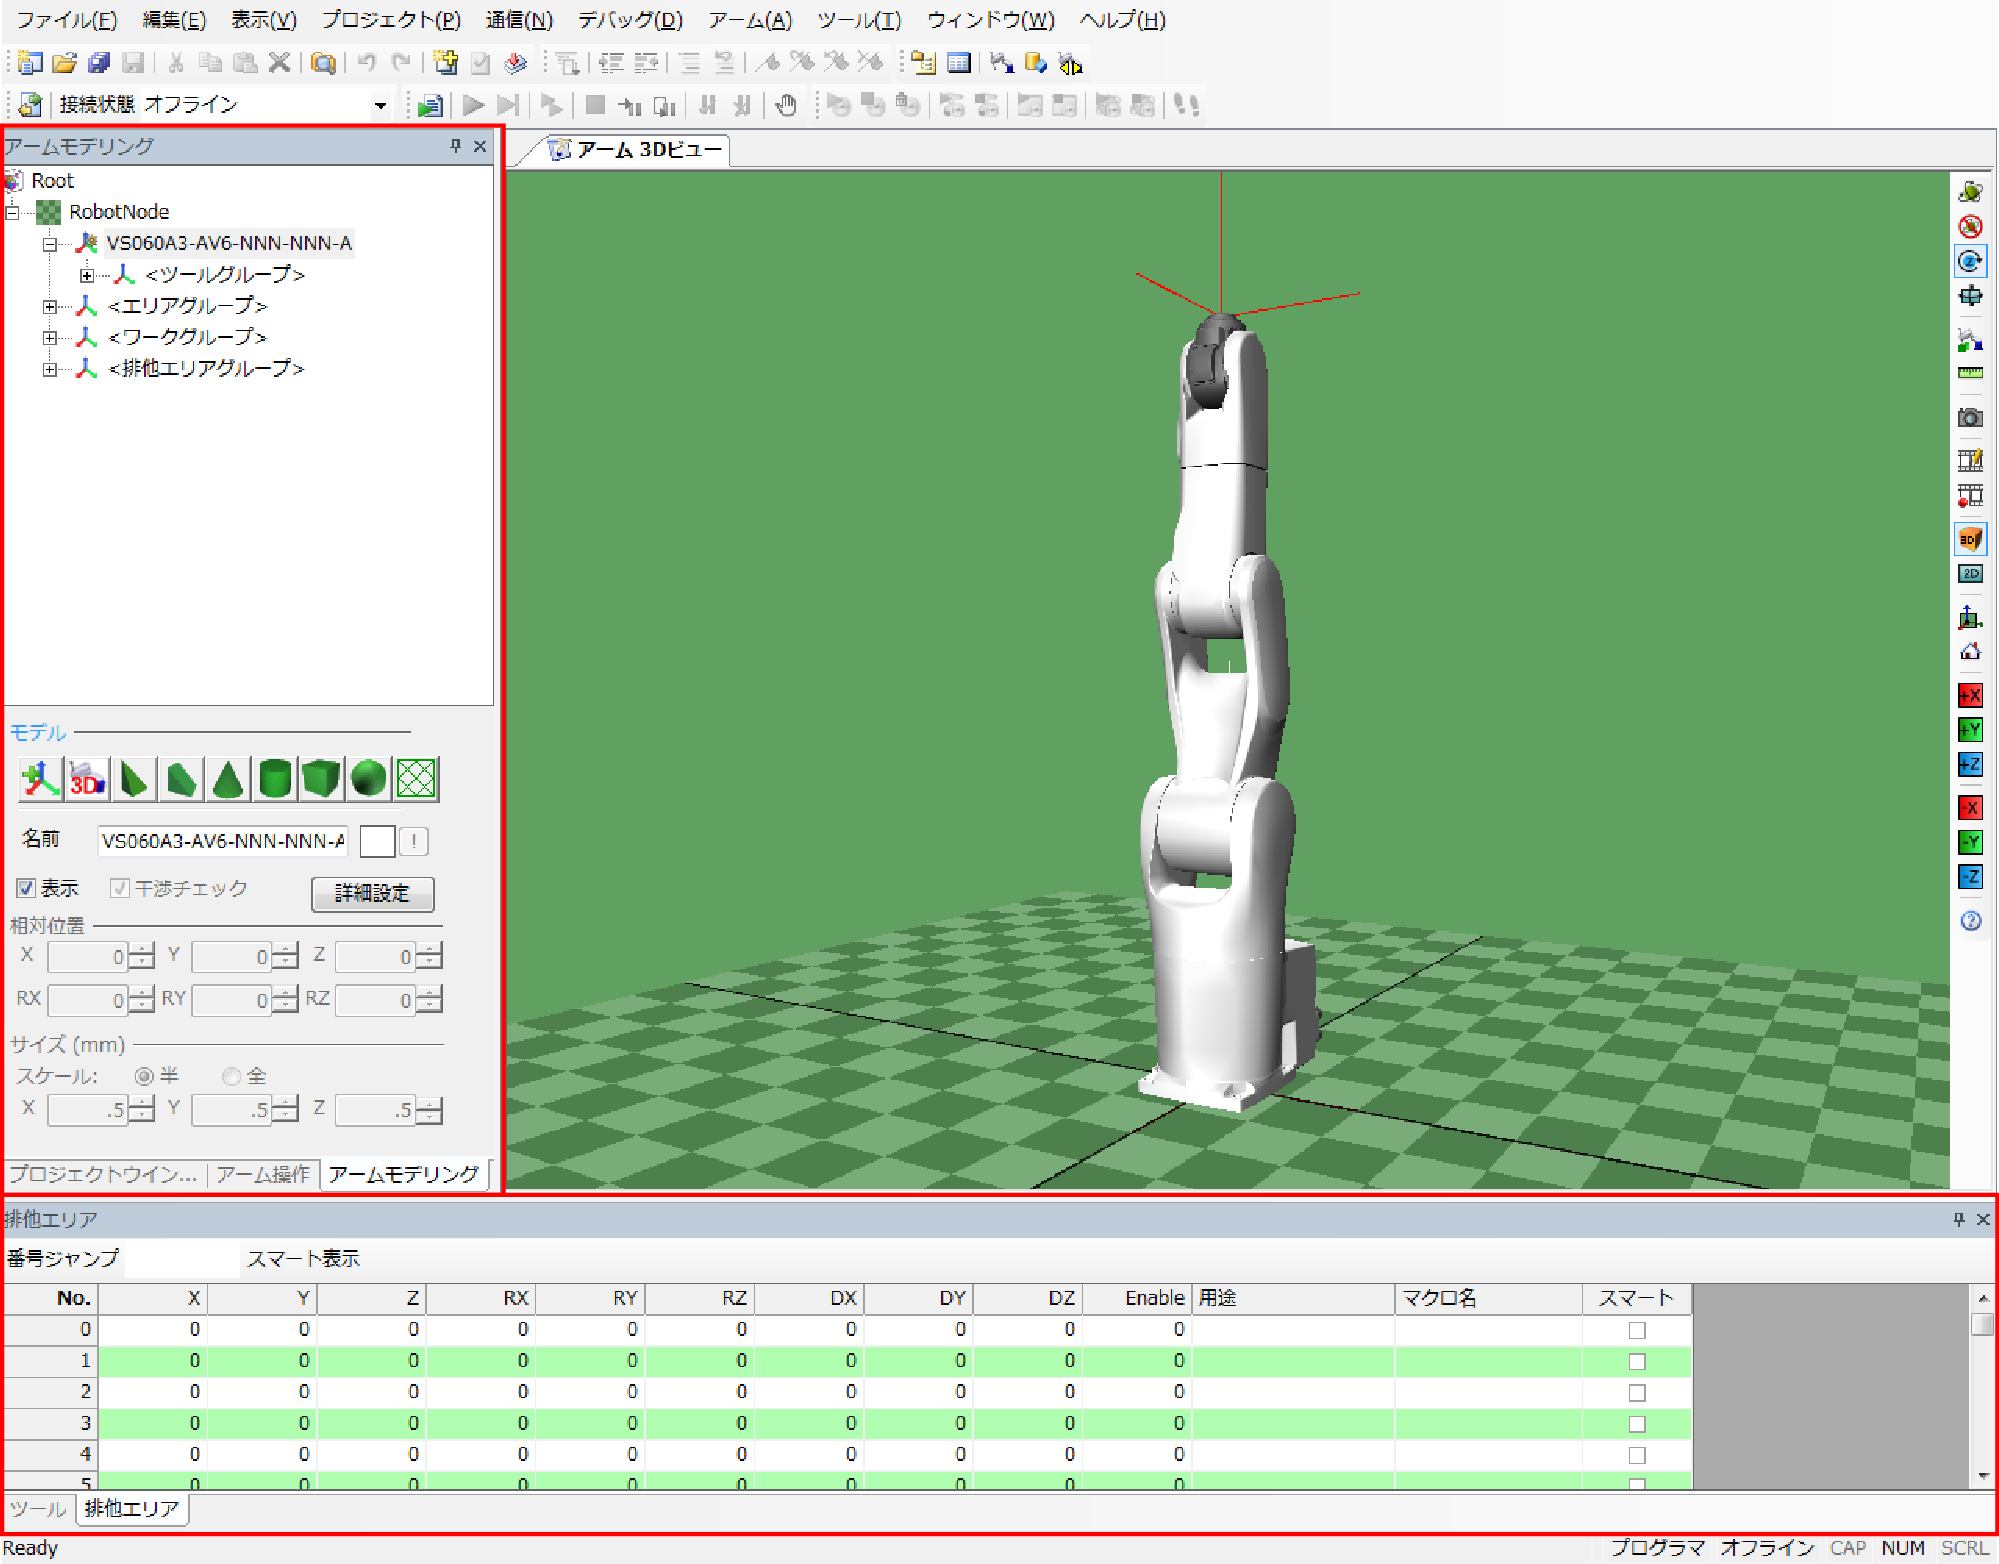 ファイル(F) 編集(E) 表示(V) プロジェクト(P) 通信(N) デバッグ(D) アーム(A) ツール(T) ウィンドウ(W) ヘルプ(H)
接続状態 オフライン
アームモデリング
アーム 3Dビュー
Root
RobotNode
VS060A3-AV6-NNN-NNN-A
<ツールグループ>
<エリアグループ>
<ワークグループ>
<排他エリアグループ>
3D
2D
+X
+Y
+Z
-X
-Y
-Z
モデル
3D
名前 VS060A3-AV6-NNN-NNN-A !
表示 干渉チェック 詳細設定
相対位置
X 0 Y 0 Z 0
RX 0 RY 0 RZ 0
サイズ (mm)
スケール: 半 全
X .5 Y .5 Z .5
プロジェクトウイン... アーム操作 アームモデリング
排他エリア
番号ジャンプ スマート表示
No. X Y Z RX RY RZ DX DY DZ Enable 用途 マクロ名 スマート
0 0 0 0 0 0 0 0 0 0 0
1 0 0 0 0 0 0 0 0 0 0
2 0 0 0 0 0 0 0 0 0 0
3 0 0 0 0 0 0 0 0 0 0
4 0 0 0 0 0 0 0 0 0 0
5 0 0 0 0 0 0 0 0 0 0
ツール 排他エリア
Ready プログラマ オフライン CAP NUM SCRL